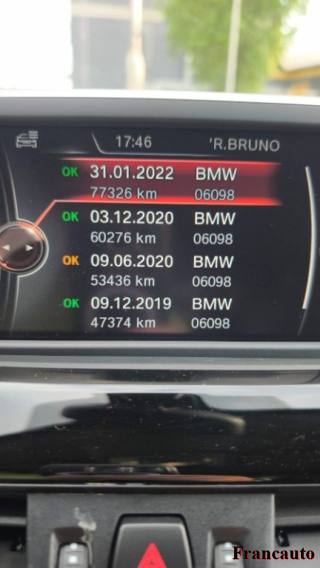 17:46 'R.BRUNO
OK 31.01.2022 BMW
77326 km 06098
OK 03.12.2020 BMW
60276 km 06098
OK 09.06.2020 BMW
53436 km 06098
OK 09.12.2019 BMW
47374 km 06098
Francauto